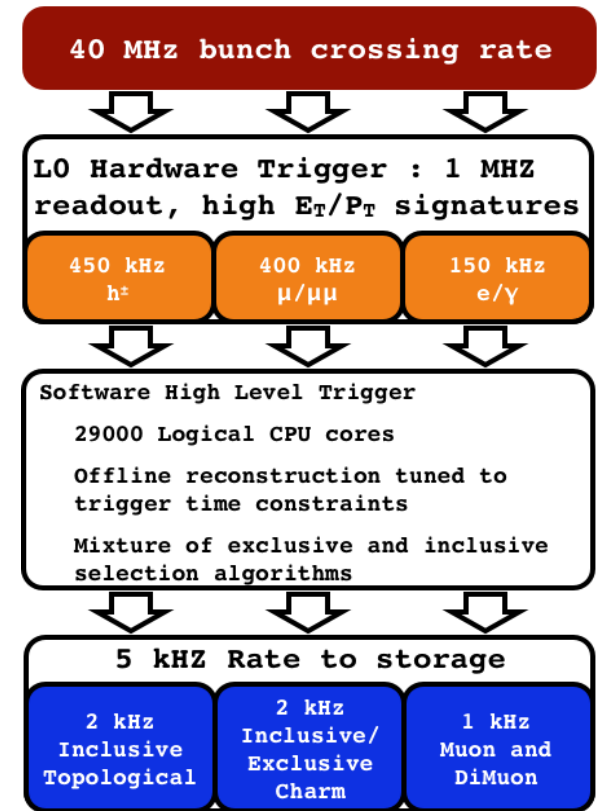 40 MHz bunch crossing rate
L0 Hardware Trigger : 1 MHZ
readout, high Eᴛ/Pᴛ signatures
450 kHz
h±
400 kHz
μ/μμ
150 kHz
e/γ
Software High Level Trigger
29000 Logical CPU cores
Offline reconstruction tuned to
trigger time constraints
Mixture of exclusive and inclusive
selection algorithms
5 kHZ Rate to storage
2 kHz
Inclusive
Topological
2 kHz
Inclusive/
Exclusive
Charm
1 kHz
Muon and
DiMuon